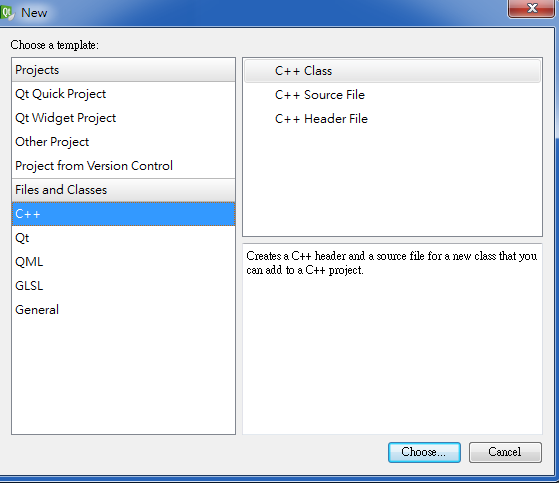 Qt New
Choose a template:
Projects
Qt Quick Project
Qt Widget Project
Other Project
Project from Version Control
Files and Classes
C++
Qt
QML
GLSL
General
C++ Class
C++ Source File
C++ Header File
Creates a C++ header and a source file for a new class that you
can add to a C++ project.
Choose...
Cancel